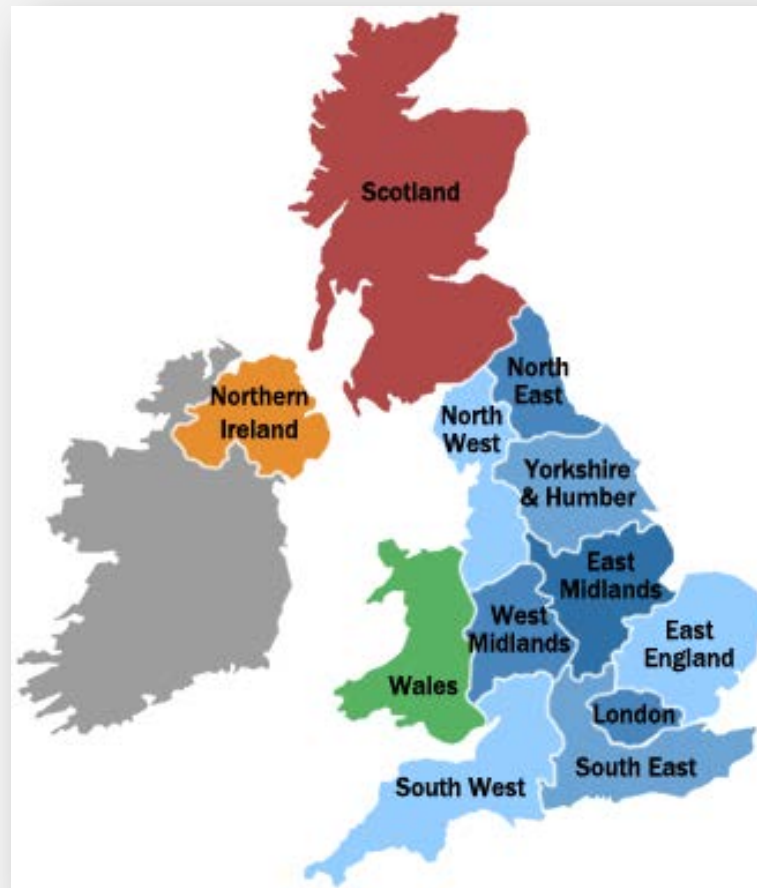 Scotland
North
East
Northern
Ireland
North
West
Yorkshire
& Humber
East
Midlands
West
Midlands
East
England
Wales
London
South East
South West